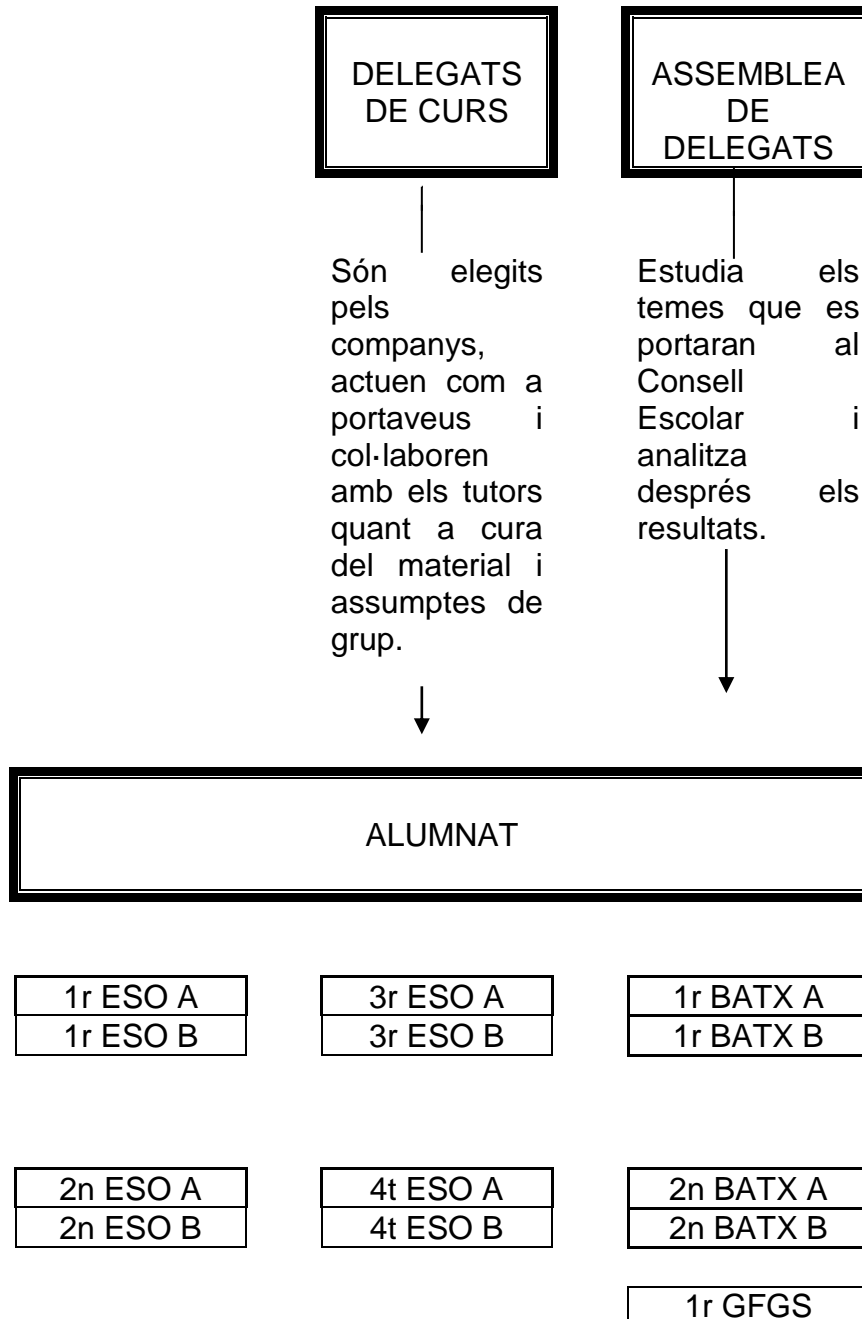 DELEGATS
DE CURS
ASSEMBLEA
DE
DELEGATS
Són elegits
pels
companys,
actuen com a
portaveus i
col·laboren
amb els tutors
quant a cura
del material i
assumptes de
grup.
Estudia els
temes que es
portaran al
Consell
Escolar i
analitza
després els
resultats.
ALUMNAT
1r ESO A
1r ESO B
3r ESO A
3r ESO B
1r BATX A
1r BATX B
2n ESO A
2n ESO B
4t ESO A
4t ESO B
2n BATX A
2n BATX B
1r GFGS